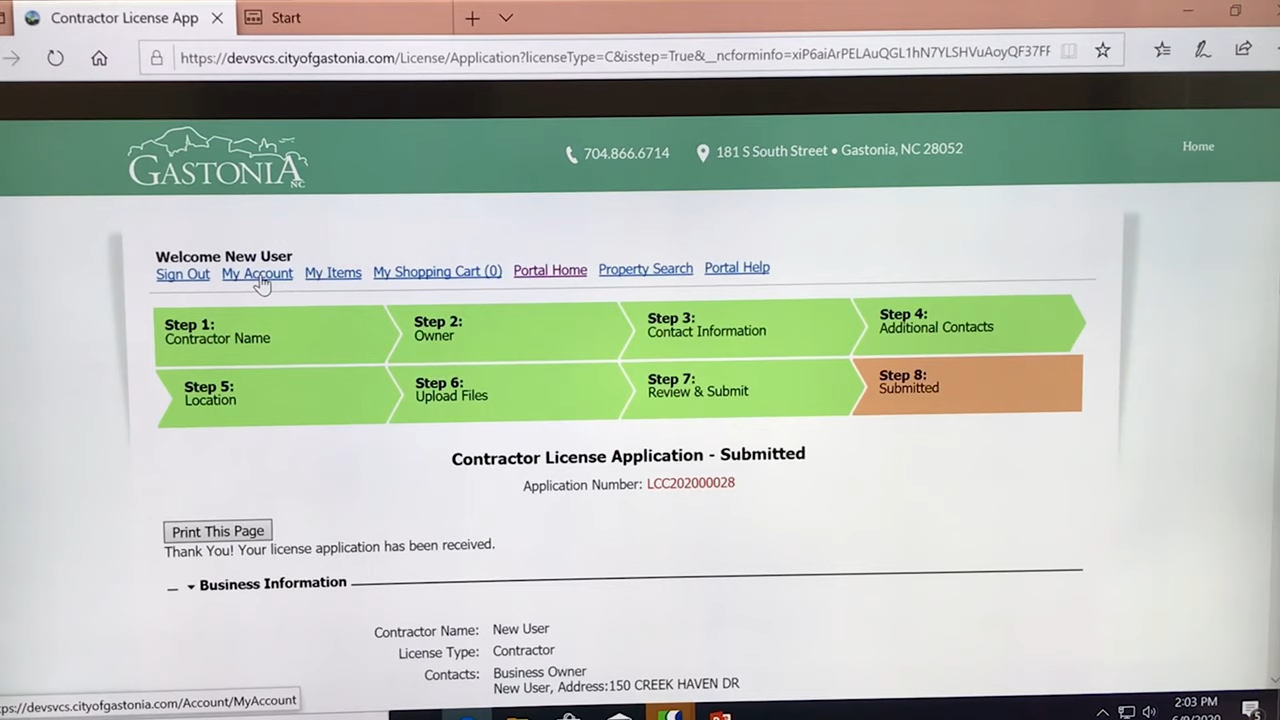 Contractor License App
Start
https://devsvcs.cityofgastonia.com/License/Application?licenseType=C&isstep=True&__ncforminfo=xiP6aiArPELAuQGL1hN7YLSHVuAoyQF37FF
GASTONIA
NC
704.866.6714
181 S South Street • Gastonia, NC 28052
Home
Welcome New User
Sign Out My Account My Items My Shopping Cart (0) Portal Home Property Search Portal Help
Step 1:
Contractor Name
Step 2:
Owner
Step 3:
Contact Information
Step 4:
Additional Contacts
Step 5:
Location
Step 6:
Upload Files
Step 7:
Review & Submit
Step 8:
Submitted
Contractor License Application - Submitted
Application Number: LCC202000028
Print This Page
Thank You! Your license application has been received.
Business Information
Contractor Name: New User
License Type: Contractor
Contacts: Business Owner
New User, Address:150 CREEK HAVEN DR
ps://devsvcs.cityofgastonia.com/Account/MyAccount
2:03 PM